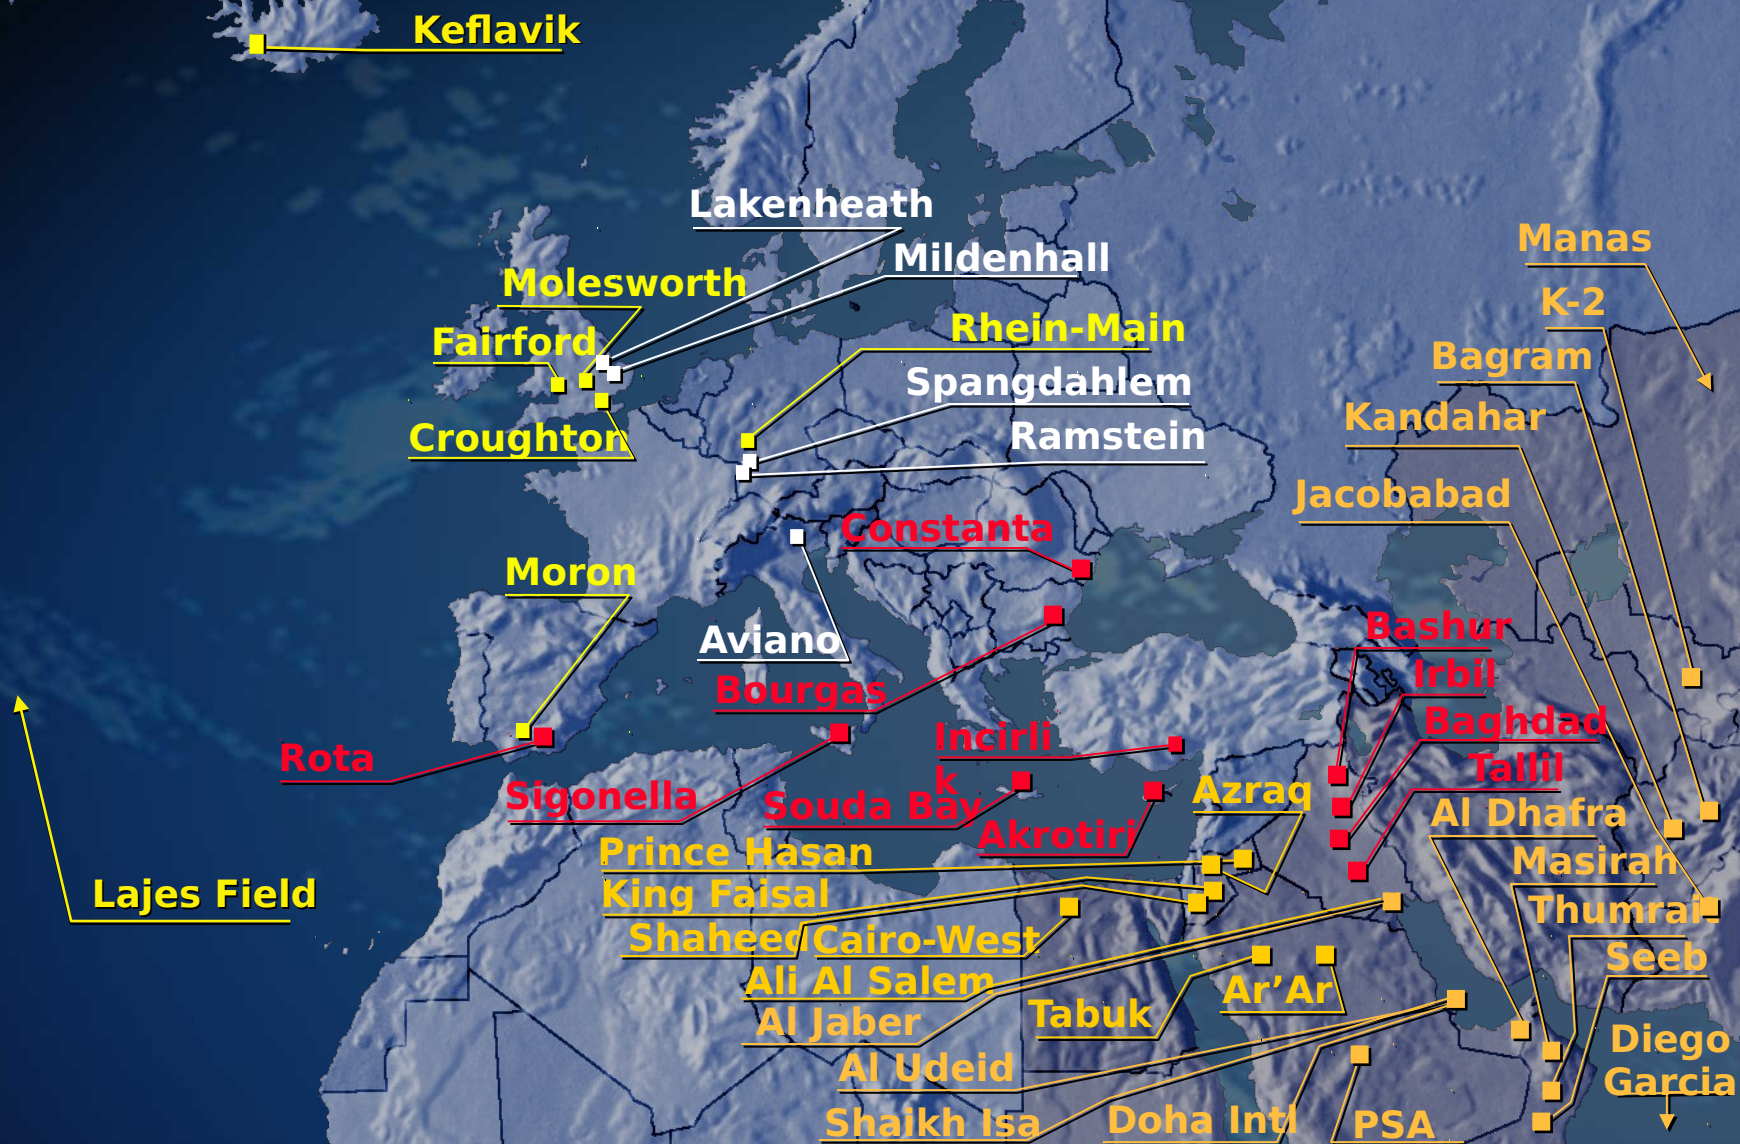 Keflavik
Lakenheath
Manas
Mildenhall
Molesworth
K-2
Rhein-Main
Fairford
Bagram
Spangdahlem
Kandahar
Croughton
Ramstein
Jacobabad
Constanta
Moron
Bashur
Aviano
Irbil
Bourgas
Baghdad
Incirli
k
Rota
Tallil
Sigonella
Azraq
Souda Bay
Al Dhafra
Akrotiri
Prince Hasan
Masirah
Lajes Field
King Faisal
Thumrait
Shaheed
Cairo-West
Seeb
Ali Al Salem
Ar’Ar
Tabuk
Al Jaber
Diego
Garcia
Al Udeid
Shaikh Isa
Doha Intl
PSA